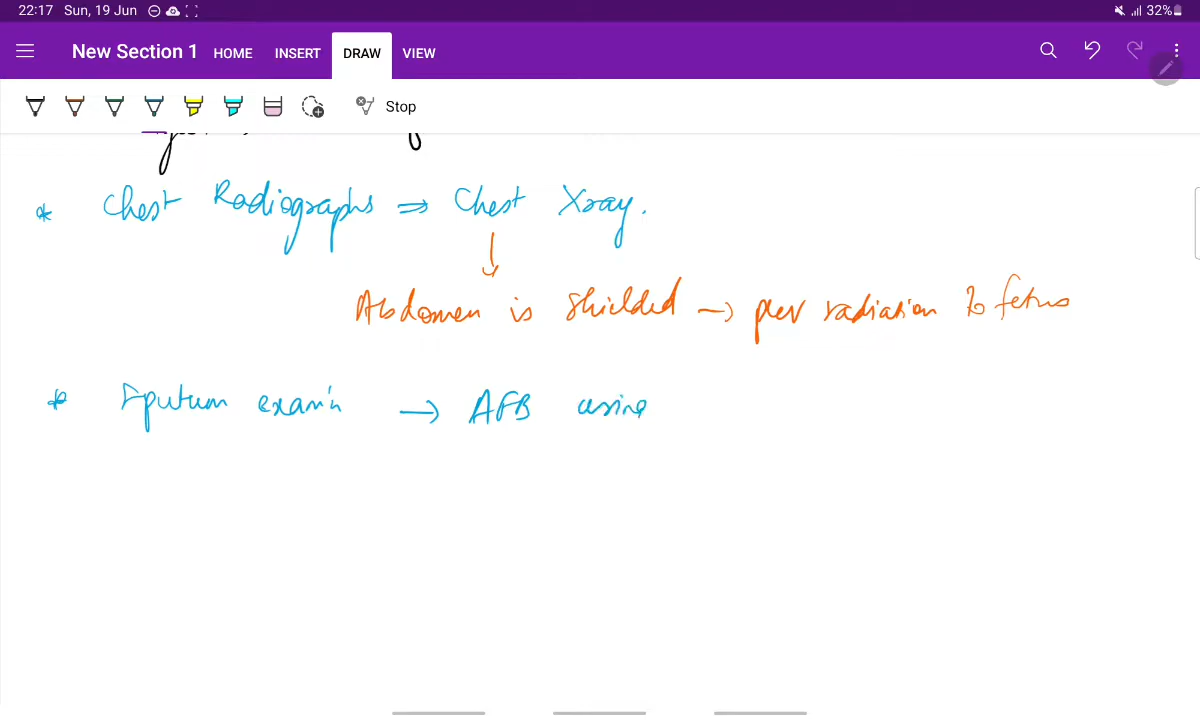 22:17 Sun, 19 Jun 32%
New Section 1 HOME INSERT DRAW VIEW
Stop
* Chest Radiographs ⇒ Chest Xray.
↓
Abdomen is shielded → prev radiation to fetus
* Sputum exam'n → AFB using